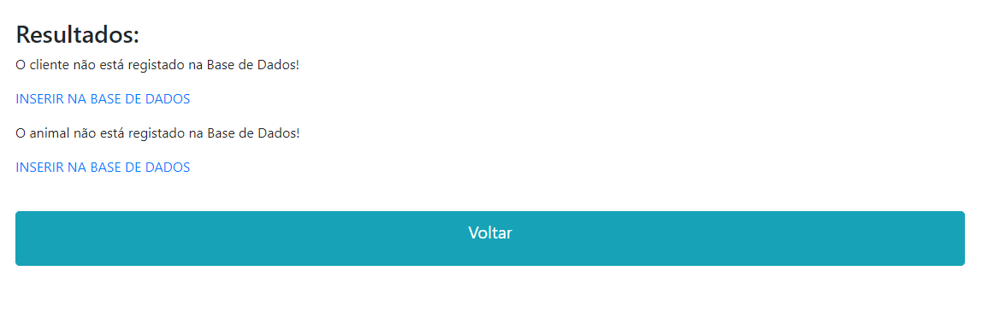 Resultados:
O cliente não está registado na Base de Dados!
INSERIR NA BASE DE DADOS
O animal não está registado na Base de Dados!
INSERIR NA BASE DE DADOS
Voltar